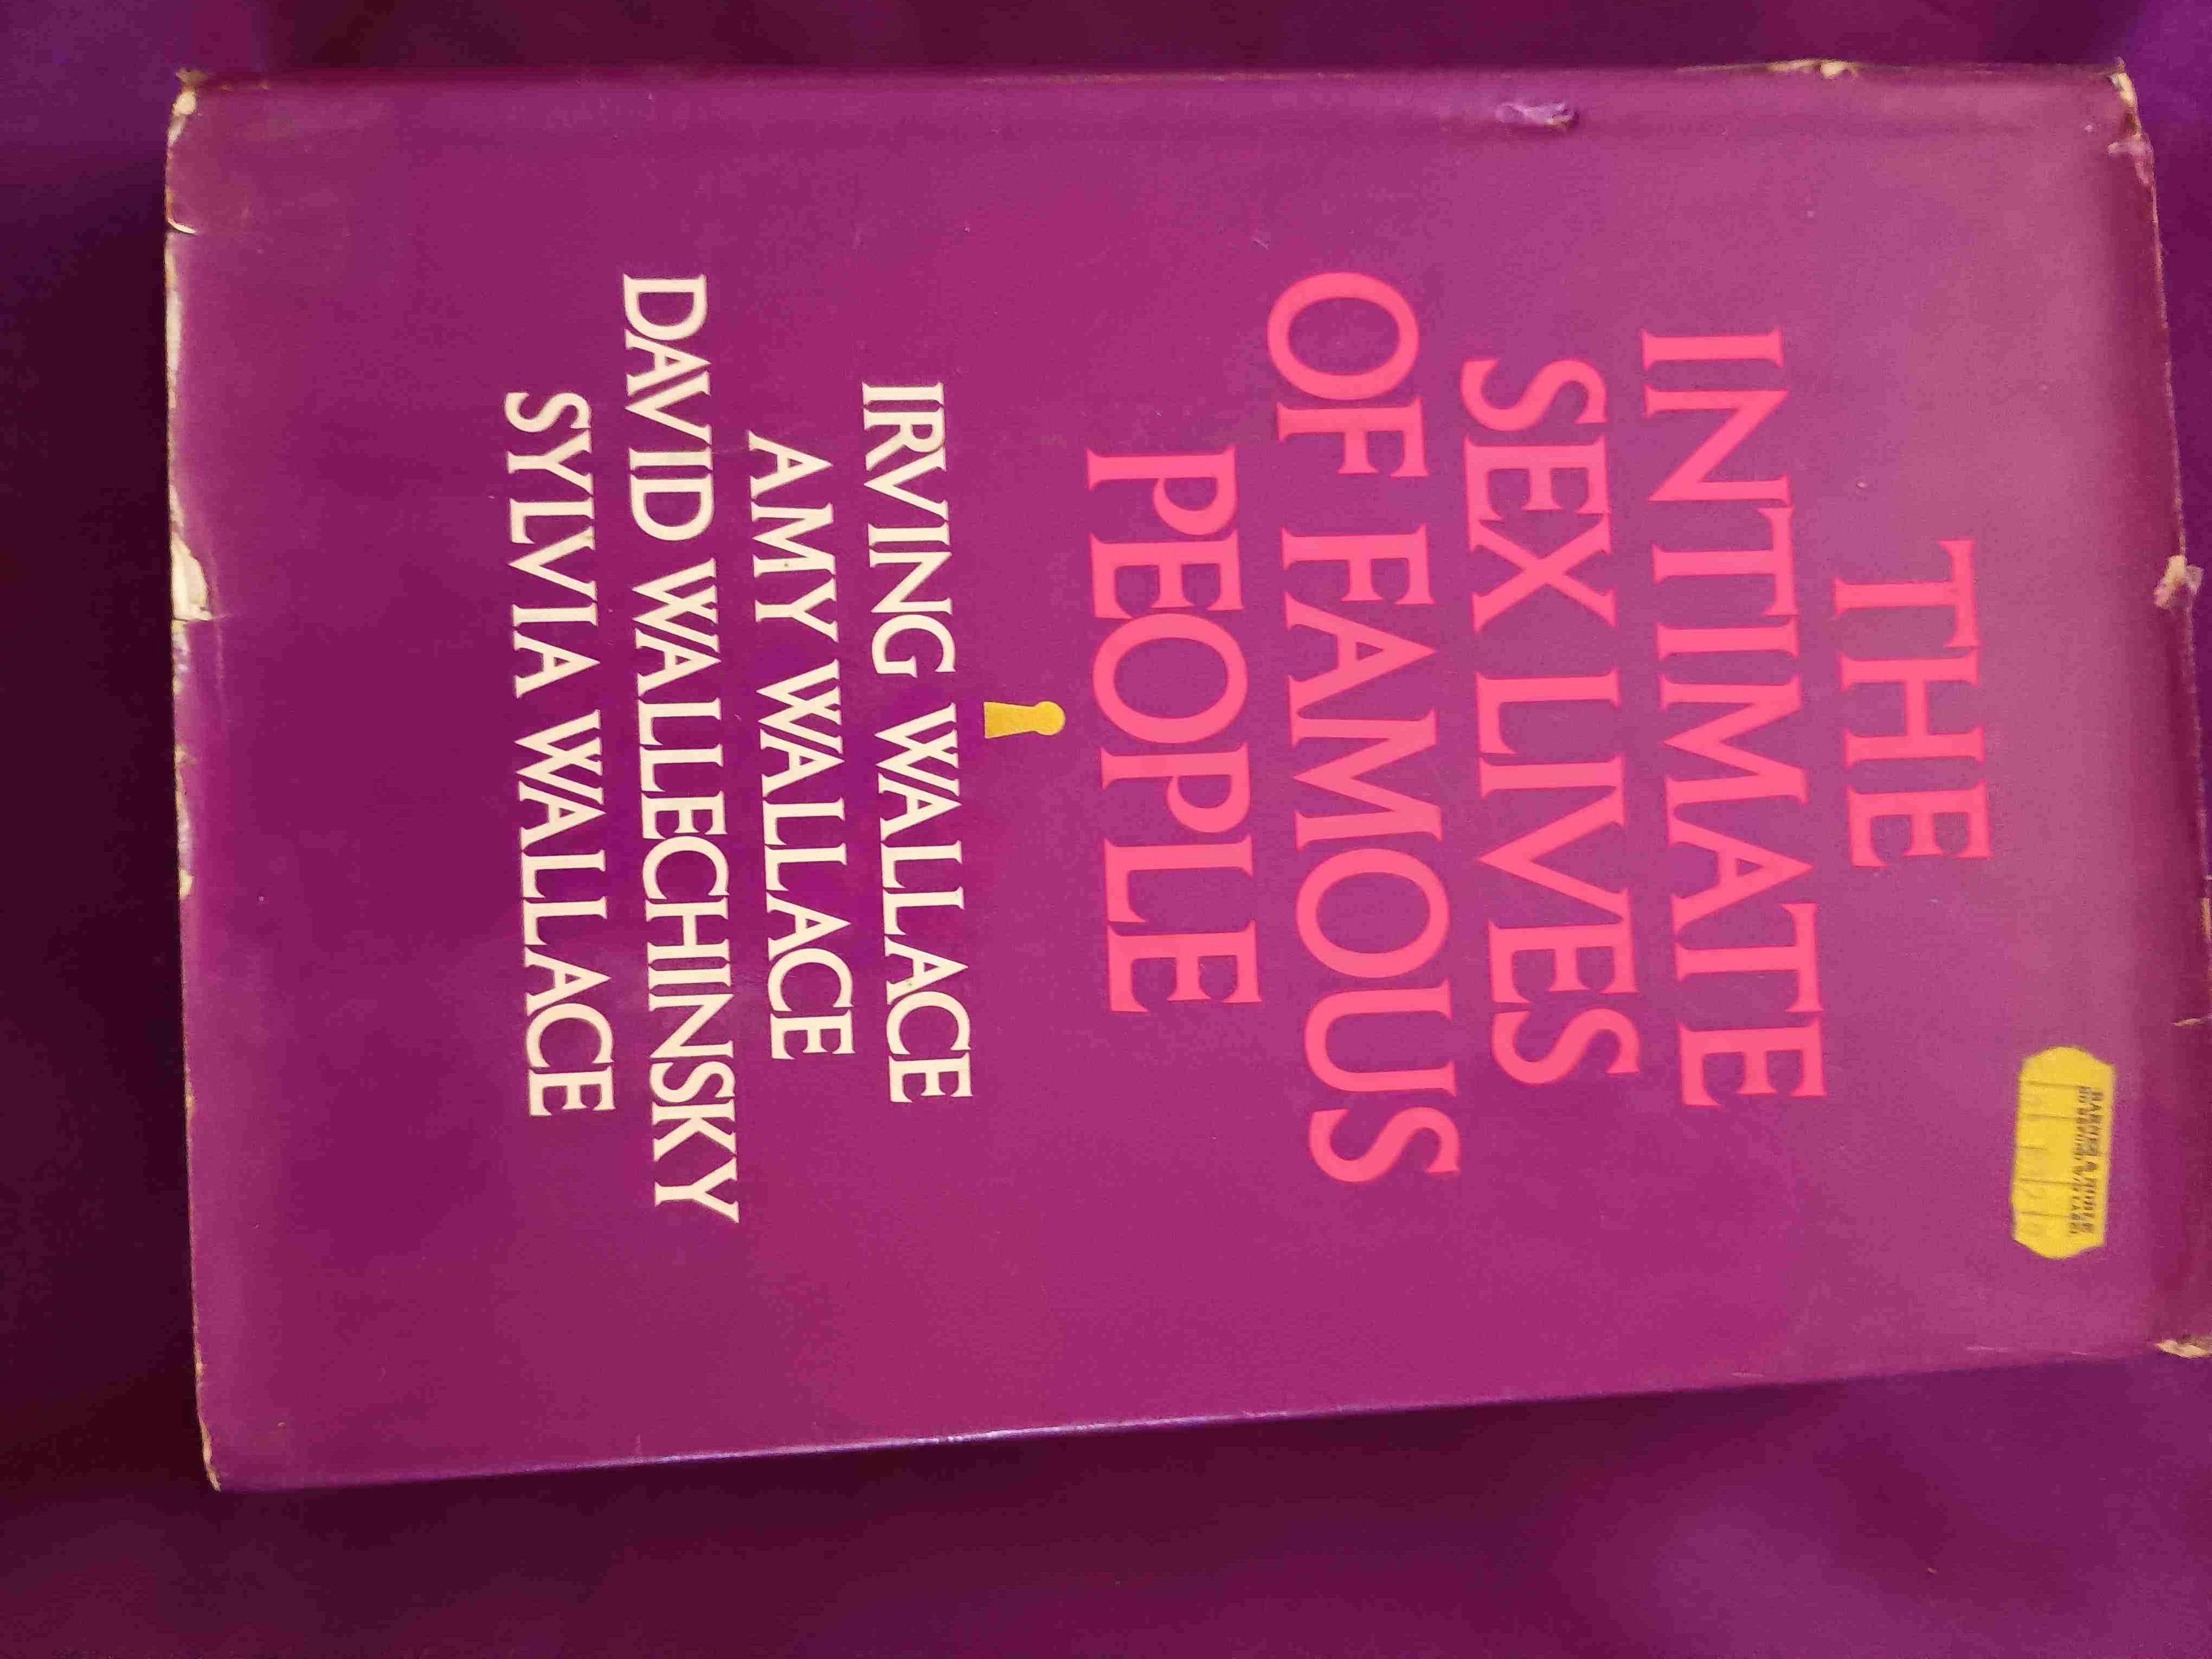 THE
INTIMATE
SEX LIVES
OF FAMOUS
PEOPLE
IRVING WALLACE
AMY WALLACE
DAVID WALLECHINSKY
SYLVIA WALLACE